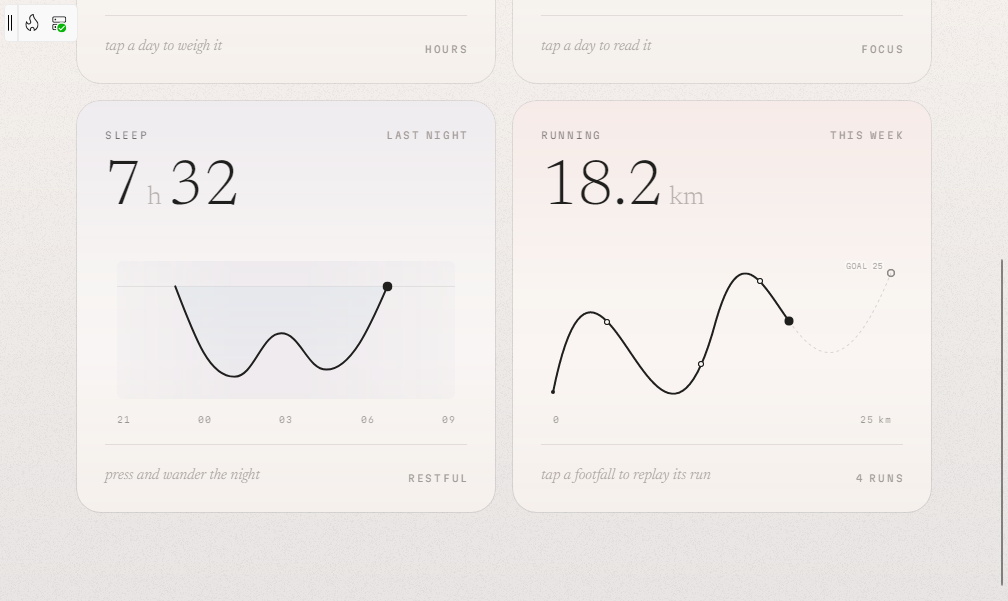 tap a day to weigh it
HOURS
tap a day to read it
FOCUS
SLEEP
LAST NIGHT
7 h 32
21
00
03
06
09
press and wander the night
RESTFUL
RUNNING
THIS WEEK
18.2 km
GOAL 25
0
25 km
tap a footfall to replay its run
4 RUNS